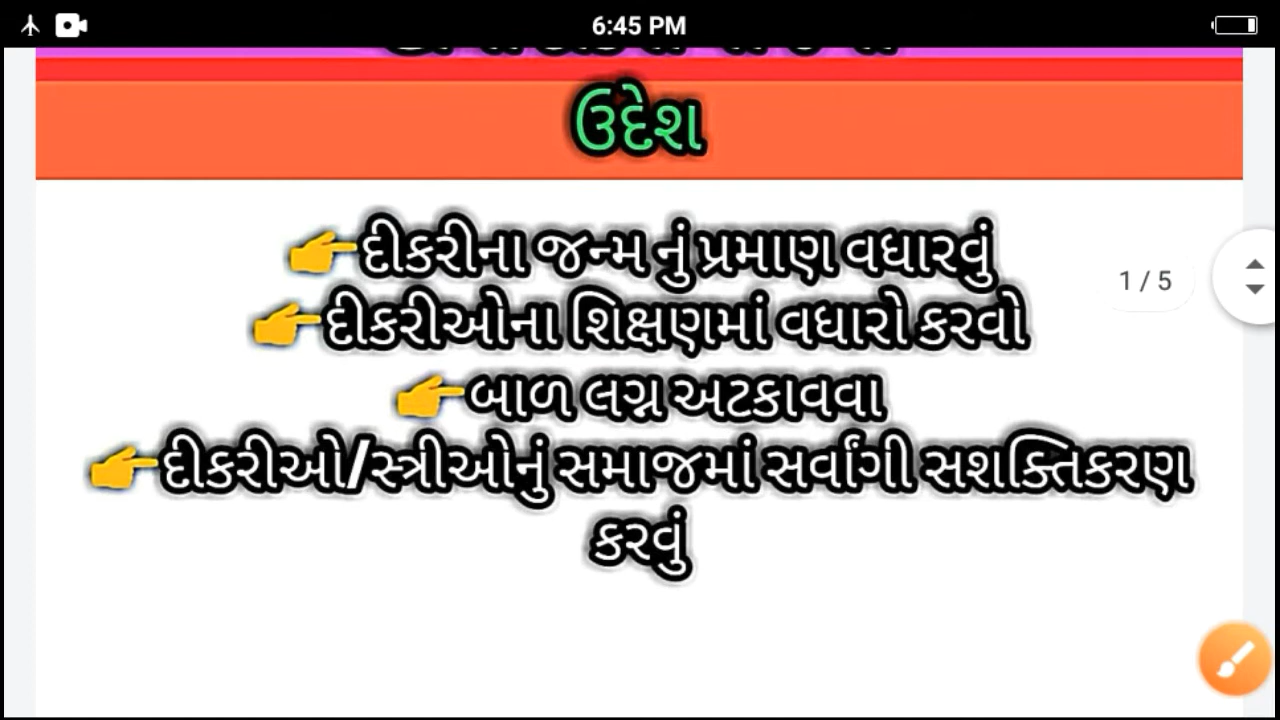 6:45 PM
ઉદેશ
👉દીકરીના જન્મ નું પ્રમાણ વધારવું
1 / 5
👉દીકરીઓના શિક્ષણમાં વધારો કરવો
👉બાળ લગ્ન અટકાવવા
👉દીકરીઓ/સ્ત્રીઓનું સમાજમાં સર્વાંગી સશક્તિકરણ
કરવું